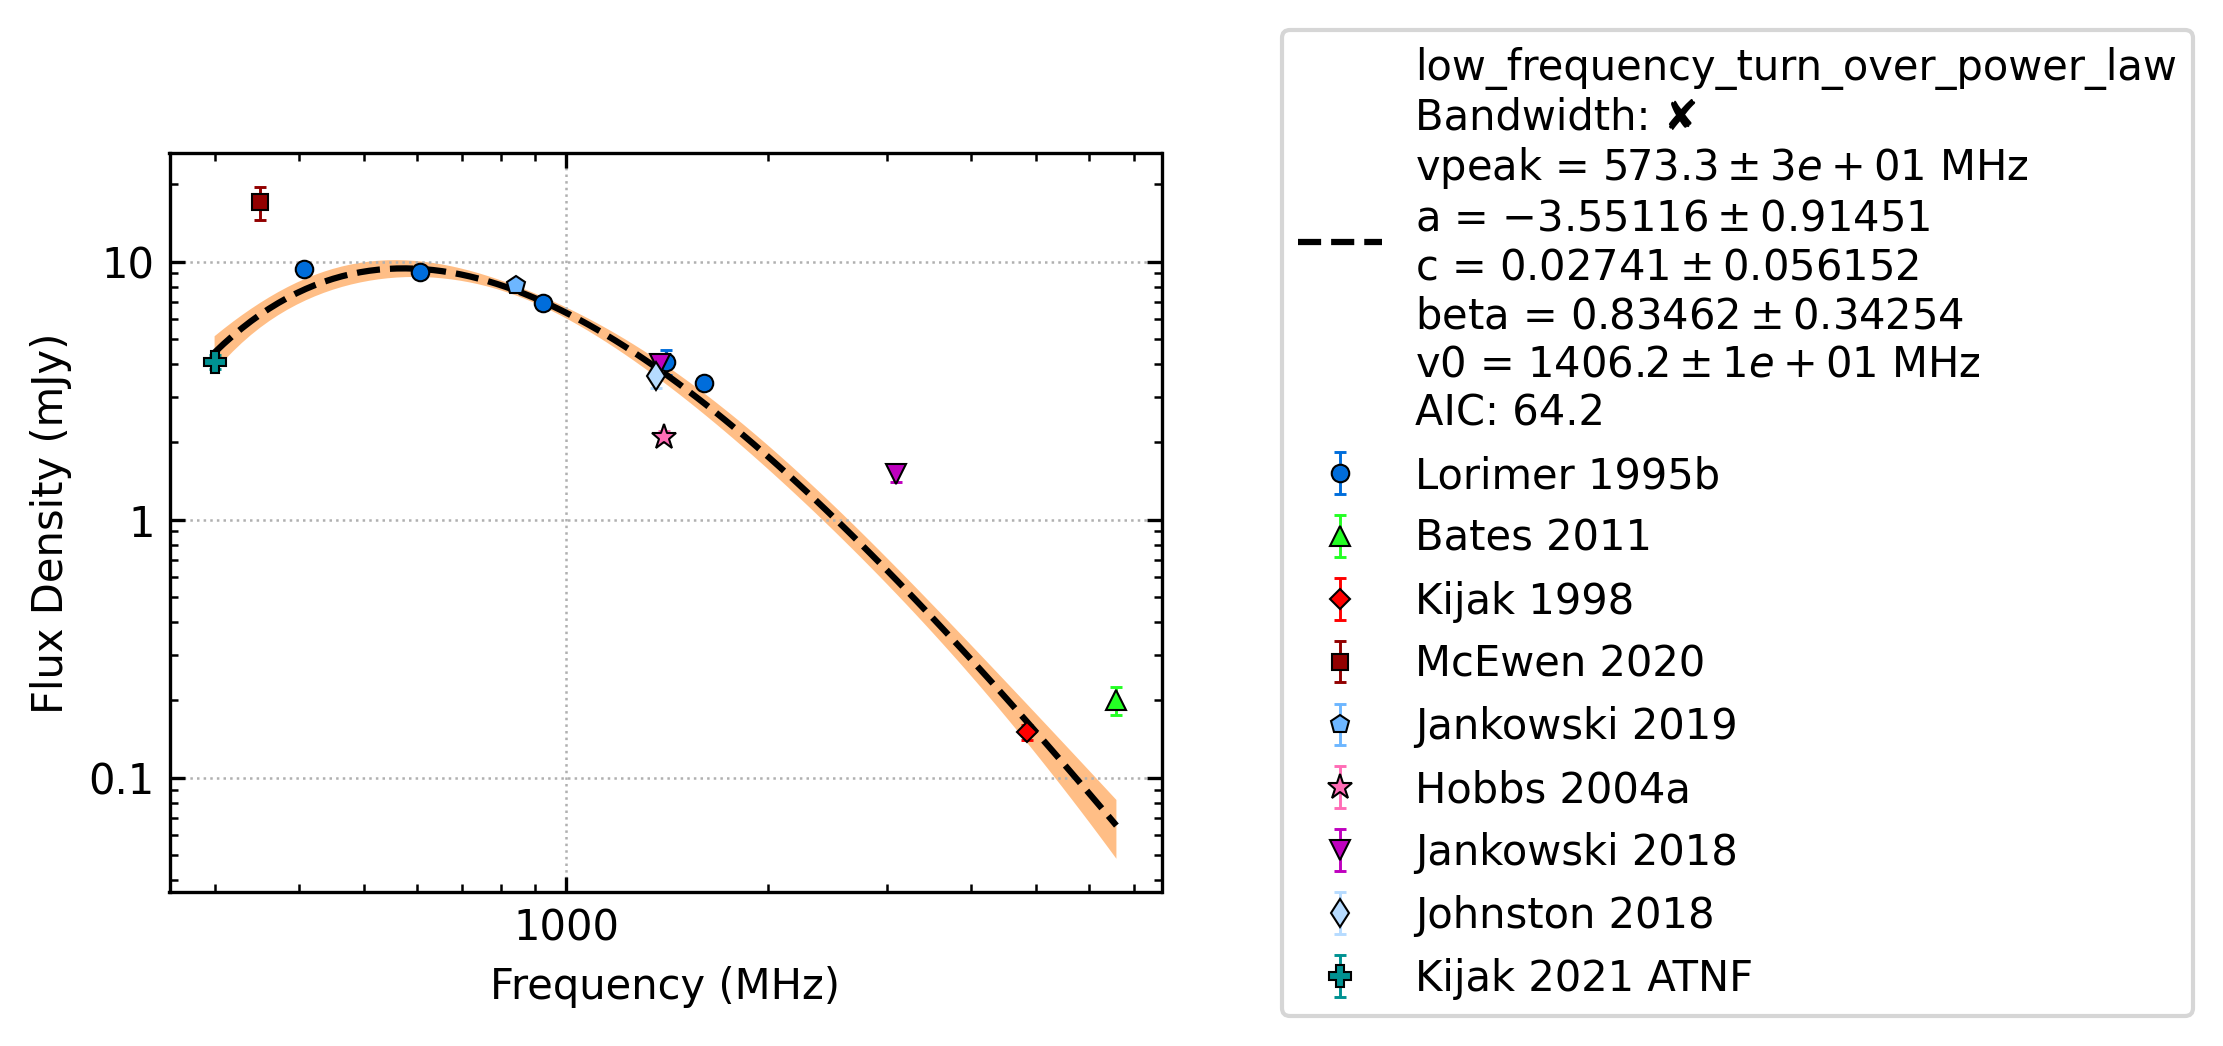 10
1
0.1
1000
Flux Density (mJy)
Frequency (MHz)
low_frequency_turn_over_power_law
Bandwidth: ✘
vpeak = 573.3 ± 3e + 01 MHz
a = −3.55116 ± 0.91451
c = 0.02741 ± 0.056152
beta = 0.83462 ± 0.34254
v0 = 1406.2 ± 1e + 01 MHz
AIC: 64.2
Lorimer 1995b
Bates 2011
Kijak 1998
McEwen 2020
Jankowski 2019
Hobbs 2004a
Jankowski 2018
Johnston 2018
Kijak 2021 ATNF